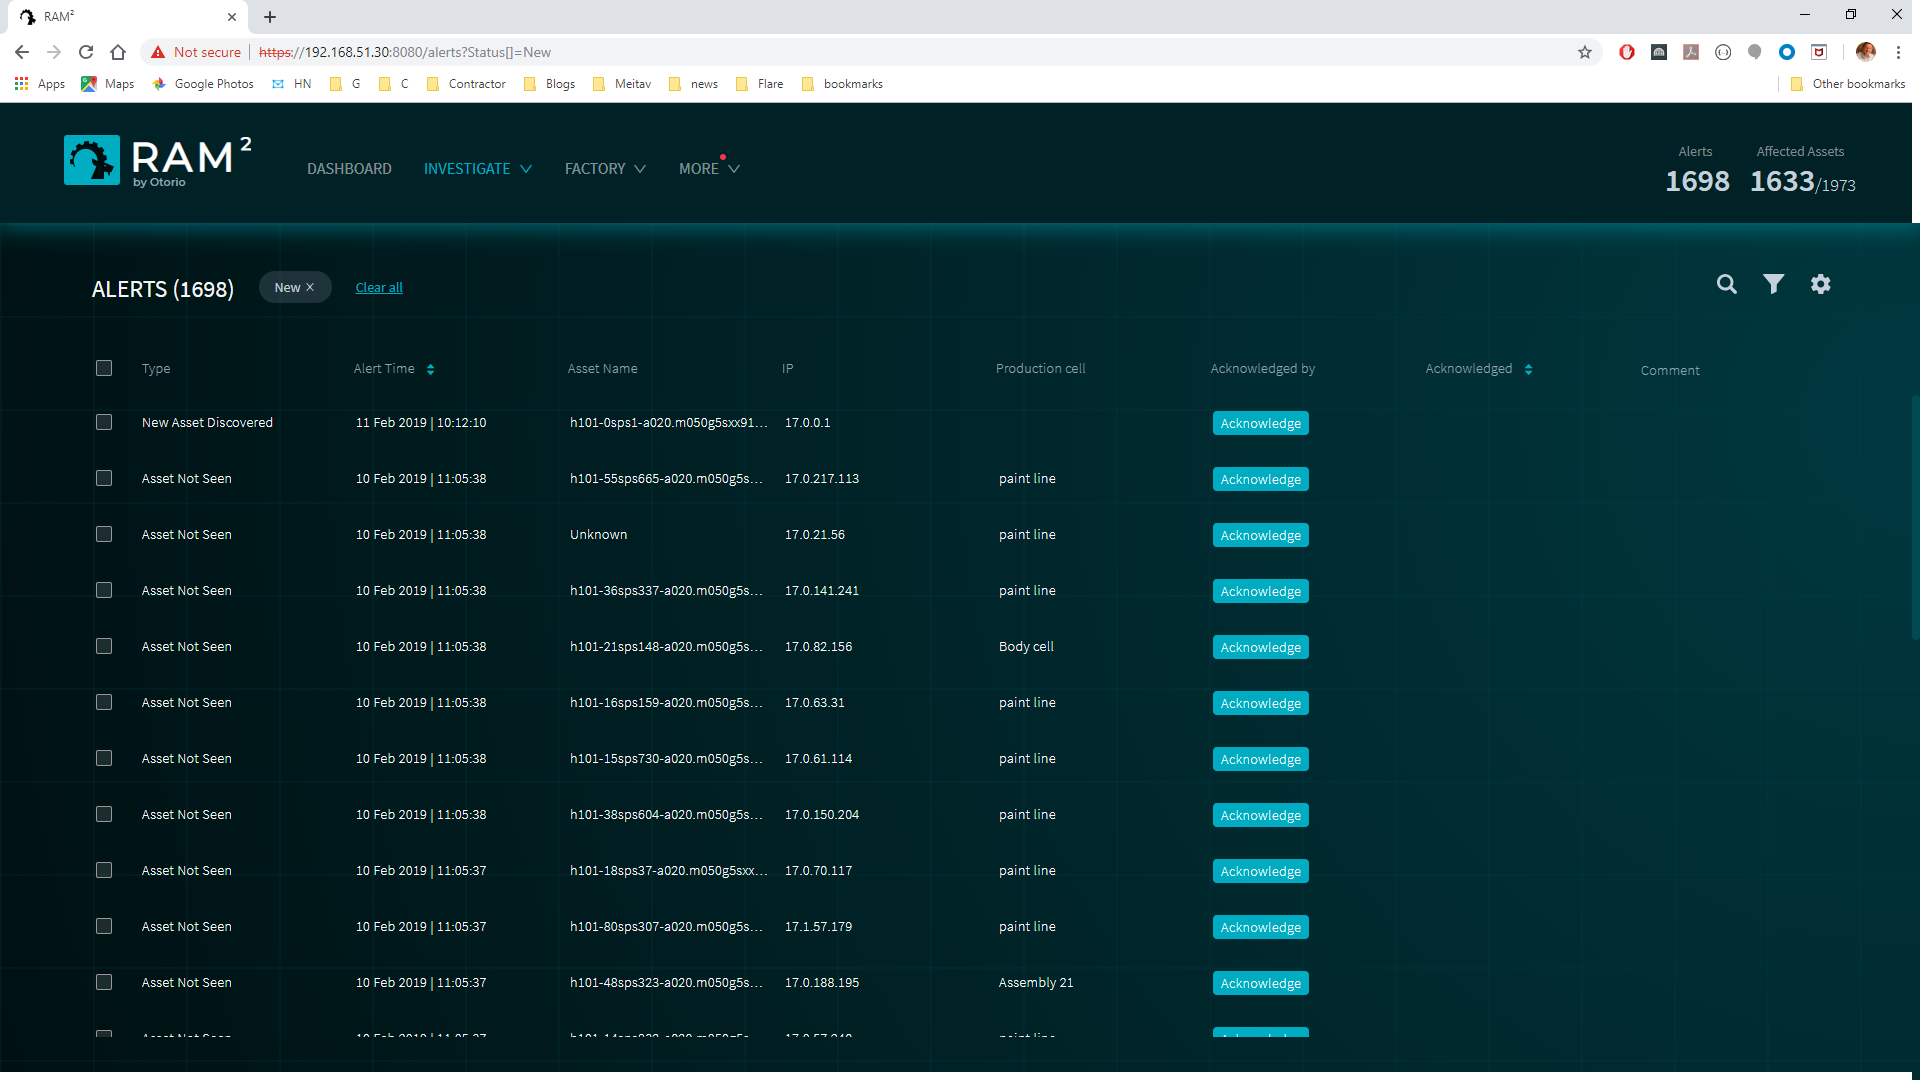 RAM²
Not secure | https://192.168.51.30:8080/alerts?Status[]=New
Apps Maps Google Photos HN G C Contractor Blogs Meitav news Flare bookmarks Other bookmarks
RAM² by Otorio
DASHBOARD INVESTIGATE FACTORY MORE
Alerts 1698
Affected Assets 1633/1973
ALERTS (1698) New × Clear all
Type Alert Time Asset Name IP Production cell Acknowledged by Acknowledged Comment
New Asset Discovered 11 Feb 2019 | 10:12:10 h101-0sps1-a020.m050g5sxx91... 17.0.0.1 Acknowledge
Asset Not Seen 10 Feb 2019 | 11:05:38 h101-55sps665-a020.m050g5s... 17.0.217.113 paint line Acknowledge
Asset Not Seen 10 Feb 2019 | 11:05:38 Unknown 17.0.21.56 paint line Acknowledge
Asset Not Seen 10 Feb 2019 | 11:05:38 h101-36sps337-a020.m050g5s... 17.0.141.241 paint line Acknowledge
Asset Not Seen 10 Feb 2019 | 11:05:38 h101-21sps148-a020.m050g5s... 17.0.82.156 Body cell Acknowledge
Asset Not Seen 10 Feb 2019 | 11:05:38 h101-16sps159-a020.m050g5s... 17.0.63.31 paint line Acknowledge
Asset Not Seen 10 Feb 2019 | 11:05:38 h101-15sps730-a020.m050g5s... 17.0.61.114 paint line Acknowledge
Asset Not Seen 10 Feb 2019 | 11:05:38 h101-38sps604-a020.m050g5s... 17.0.150.204 paint line Acknowledge
Asset Not Seen 10 Feb 2019 | 11:05:37 h101-18sps37-a020.m050g5sxx... 17.0.70.117 paint line Acknowledge
Asset Not Seen 10 Feb 2019 | 11:05:37 h101-80sps307-a020.m050g5s... 17.1.57.179 paint line Acknowledge
Asset Not Seen 10 Feb 2019 | 11:05:37 h101-48sps323-a020.m050g5s... 17.0.188.195 Assembly 21 Acknowledge
Asset Not Seen 10 Feb 2019 | 11:05:37 paint line Acknowledge